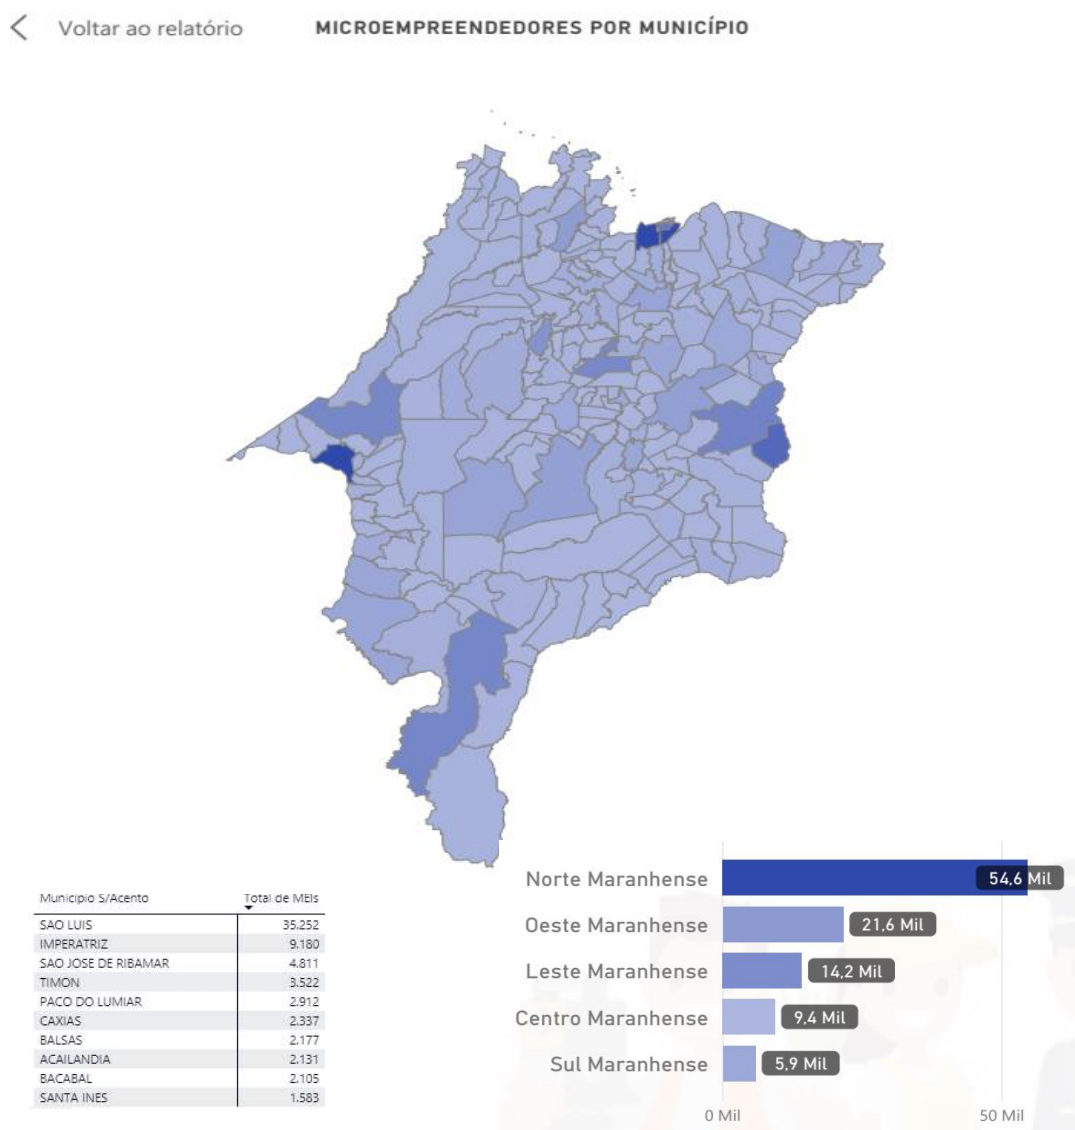 Voltar ao relatório
MICROEMPREENDEDORES POR MUNICÍPIO
Municipio S/Acento Total de MEIs
SAO LUIS 35.252
IMPERATRIZ 9.180
SAO JOSE DE RIBAMAR 4.811
TIMON 3.522
PACO DO LUMIAR 2.912
CAXIAS 2.337
BALSAS 2.177
ACAILANDIA 2.131
BACABAL 2.105
SANTA INES 1.583
Norte Maranhense 54,6 Mil
Oeste Maranhense 21,6 Mil
Leste Maranhense 14,2 Mil
Centro Maranhense 9,4 Mil
Sul Maranhense 5,9 Mil
0 Mil 50 Mil